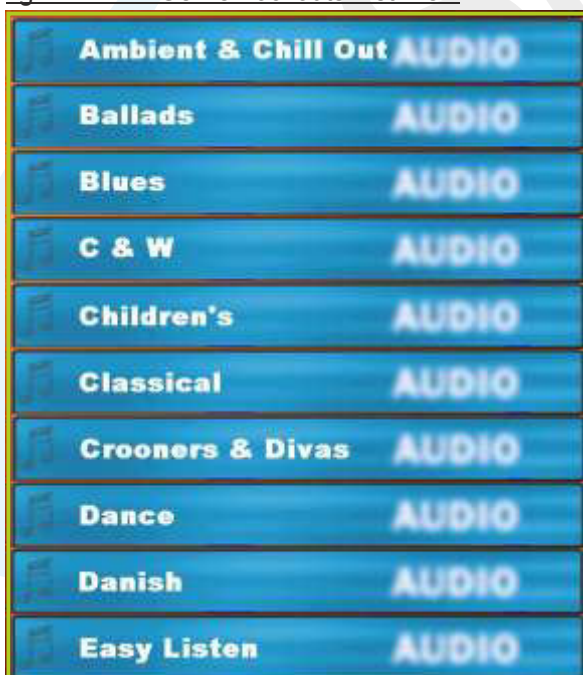 Ambient & Chill Out AUDIO
Ballads AUDIO
Blues AUDIO
C & W AUDIO
Children's AUDIO
Classical AUDIO
Crooners & Divas AUDIO
Dance AUDIO
Danish AUDIO
Easy Listen AUDIO